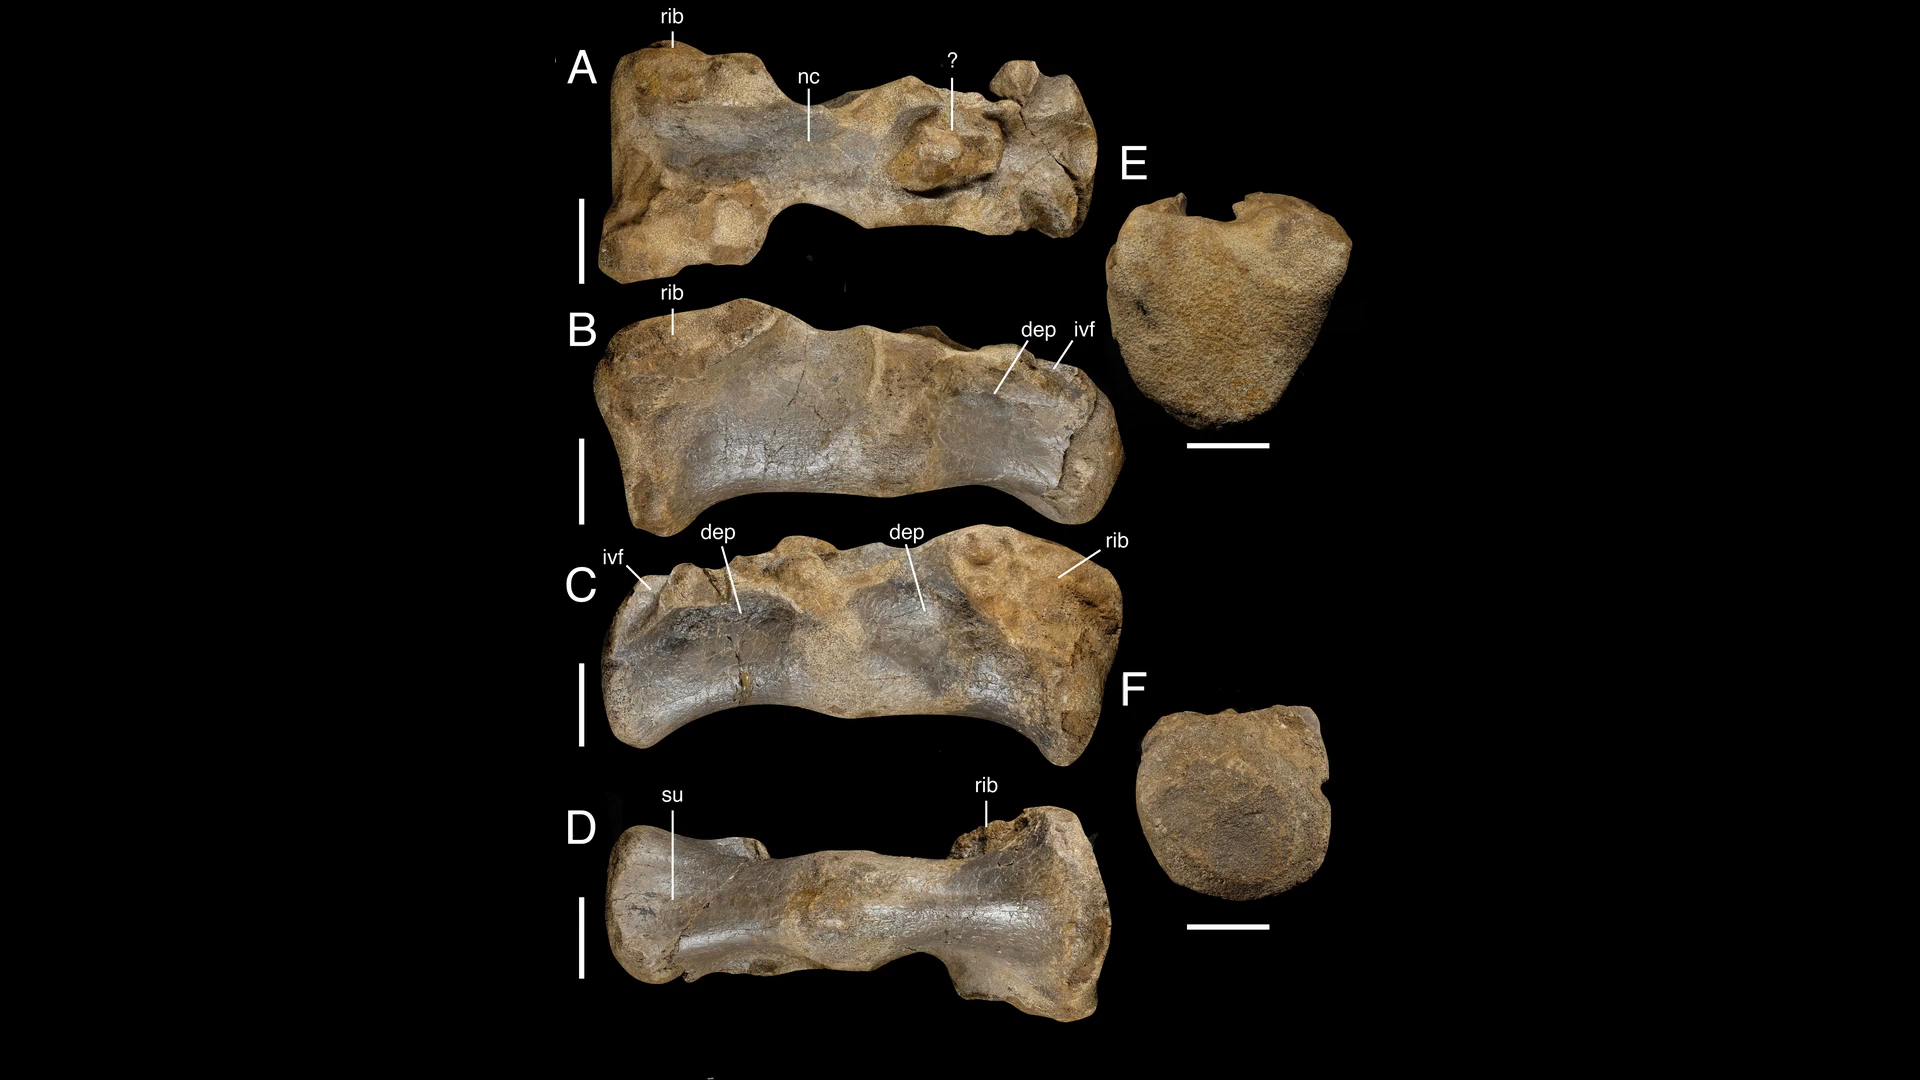 rib
A
nc
?
E
rib
B
dep ivf
dep dep
ivf rib
C
F
su rib
D